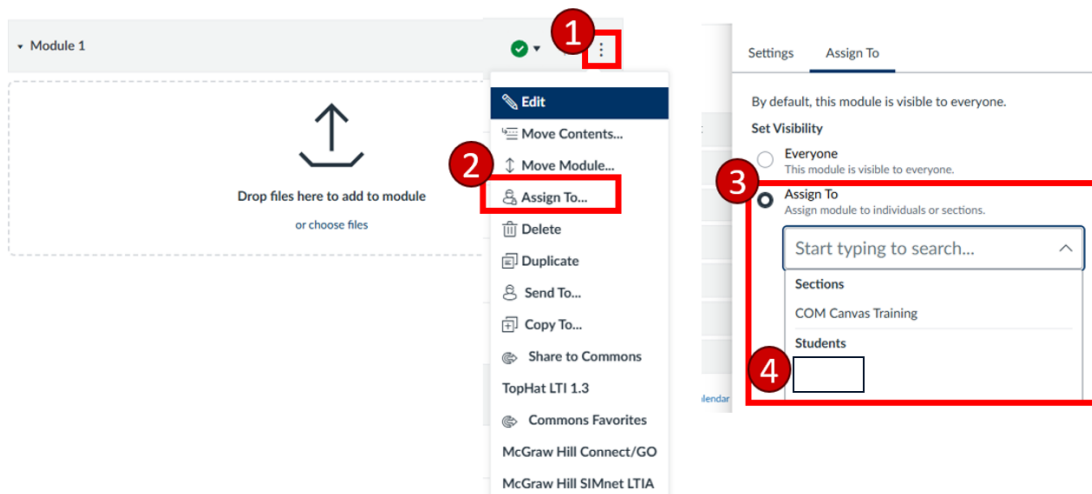 Module 1
1
Drop files here to add to module
or choose files
Edit
Move Contents...
Move Module...
2
Assign To...
Delete
Duplicate
Send To...
Copy To...
Share to Commons
TopHat LTI 1.3
Commons Favorites
McGraw Hill Connect/GO
McGraw Hill SIMnet LTIA
Settings Assign To
By default, this module is visible to everyone.
Set Visibility
Everyone
This module is visible to everyone.
3
Assign To
Assign module to individuals or sections.
Start typing to search...
Sections
COM Canvas Training
Students
4
lendar